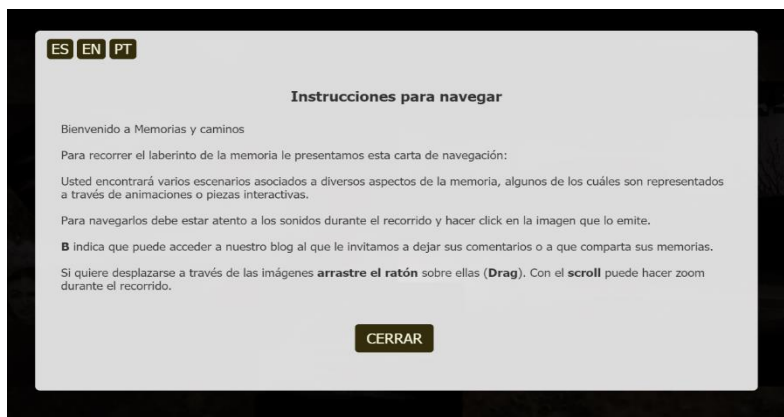 ES EN PT
Instrucciones para navegar
Bienvenido a Memorias y caminos
Para recorrer el laberinto de la memoria le presentamos esta carta de navegación:
Usted encontrará varios escenarios asociados a diversos aspectos de la memoria, algunos de los cuáles son representados
a través de animaciones o piezas interactivas.
Para navegarlos debe estar atento a los sonidos durante el recorrido y hacer click en la imagen que lo emite.
B indica que puede acceder a nuestro blog al que le invitamos a dejar sus comentarios o a que comparta sus memorias.
Si quiere desplazarse a través de las imágenes arrastre el ratón sobre ellas (Drag). Con el scroll puede hacer zoom
durante el recorrido.
CERRAR